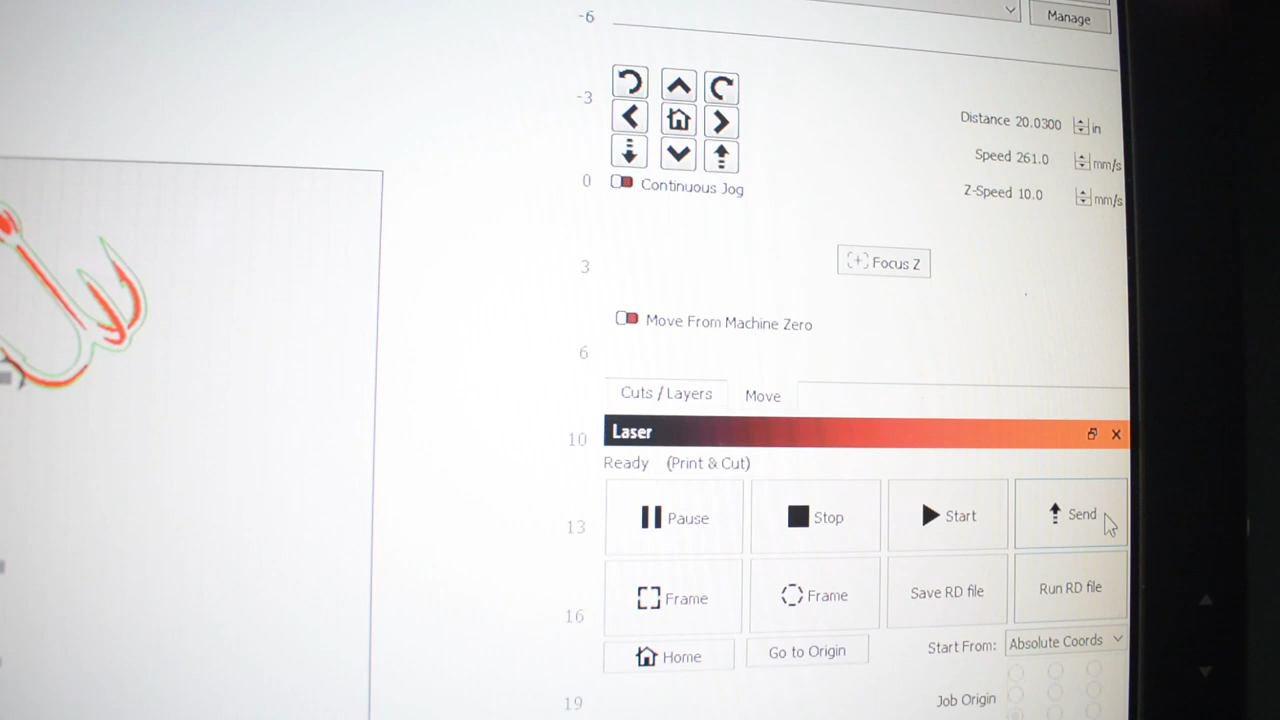 -6
Manage
-3
Distance 20.0300 in
Speed 261.0 mm/s
Z-Speed 10.0 mm/s
0
Continuous Jog
3
Focus Z
Move From Machine Zero
6
Cuts / Layers Move
10
Laser
Ready (Print & Cut)
13
Pause Stop Start Send
16
Frame Frame Save RD file Run RD file
Home Go to Origin Start From: Absolute Coords
19
Job Origin